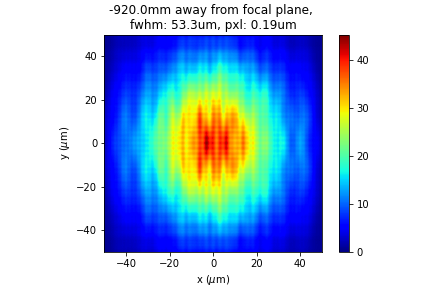 -920.0mm away from focal plane,
fwhm: 53.3um, pxl: 0.19um
40
20
0
−20
−40
y (μm)
−40 −20 0 20 40
x (μm)
40
30
20
10
0